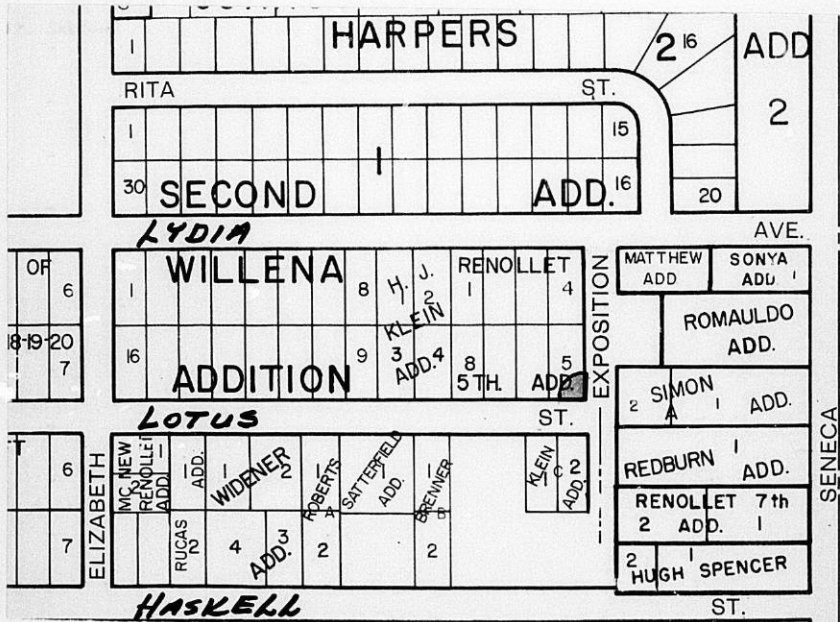 HARPERS
1
2 16
ADD
2
RITA ST.
1
15
1
30 SECOND ADD. 16
20
LYDIA AVE.
OF
6
WILLENA
1
8
H. J.
1 2
KLEIN
3 ADD. 4
RENOLLET
1
4
EXPOSITION
MATTHEW
ADD
SONYA
ADD. 1
18-19-20
7
16
9
ADDITION
8
5
5TH. ADD
ROMAULDO
ADD.
2 SIMON
A 1 ADD.
LOTUS ST.
T
6
7
ELIZABETH
MC NEW
2
RENOLLET
ADD. 1
1 ADD.
RUCAS
2
1
WIDENER
2
4
ADD. 3
1
ROBERTS
A
2
SATTERFIELD
ADD.
1
BRENNER
B
2
KLEIN
1 C 2
ADD.
REDBURN 1
ADD.
RENOLLET 7th
2 ADD. 1
2 1
HUGH SPENCER
SENECA
HASKELL ST.